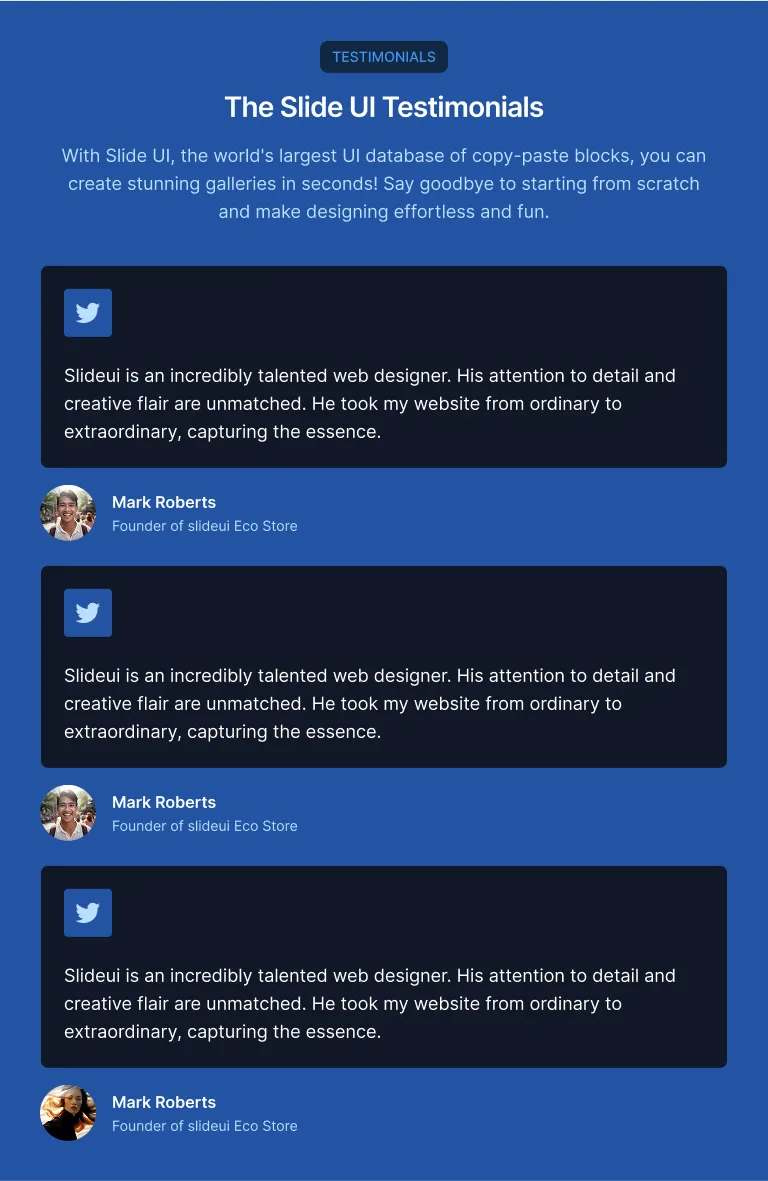 TESTIMONIALS
The Slide UI Testimonials
With Slide UI, the world's largest UI database of copy-paste blocks, you can
create stunning galleries in seconds! Say goodbye to starting from scratch
and make designing effortless and fun.
Slideui is an incredibly talented web designer. His attention to detail and
creative flair are unmatched. He took my website from ordinary to
extraordinary, capturing the essence.
Mark Roberts
Founder of slideui Eco Store
Slideui is an incredibly talented web designer. His attention to detail and
creative flair are unmatched. He took my website from ordinary to
extraordinary, capturing the essence.
Mark Roberts
Founder of slideui Eco Store
Slideui is an incredibly talented web designer. His attention to detail and
creative flair are unmatched. He took my website from ordinary to
extraordinary, capturing the essence.
Mark Roberts
Founder of slideui Eco Store